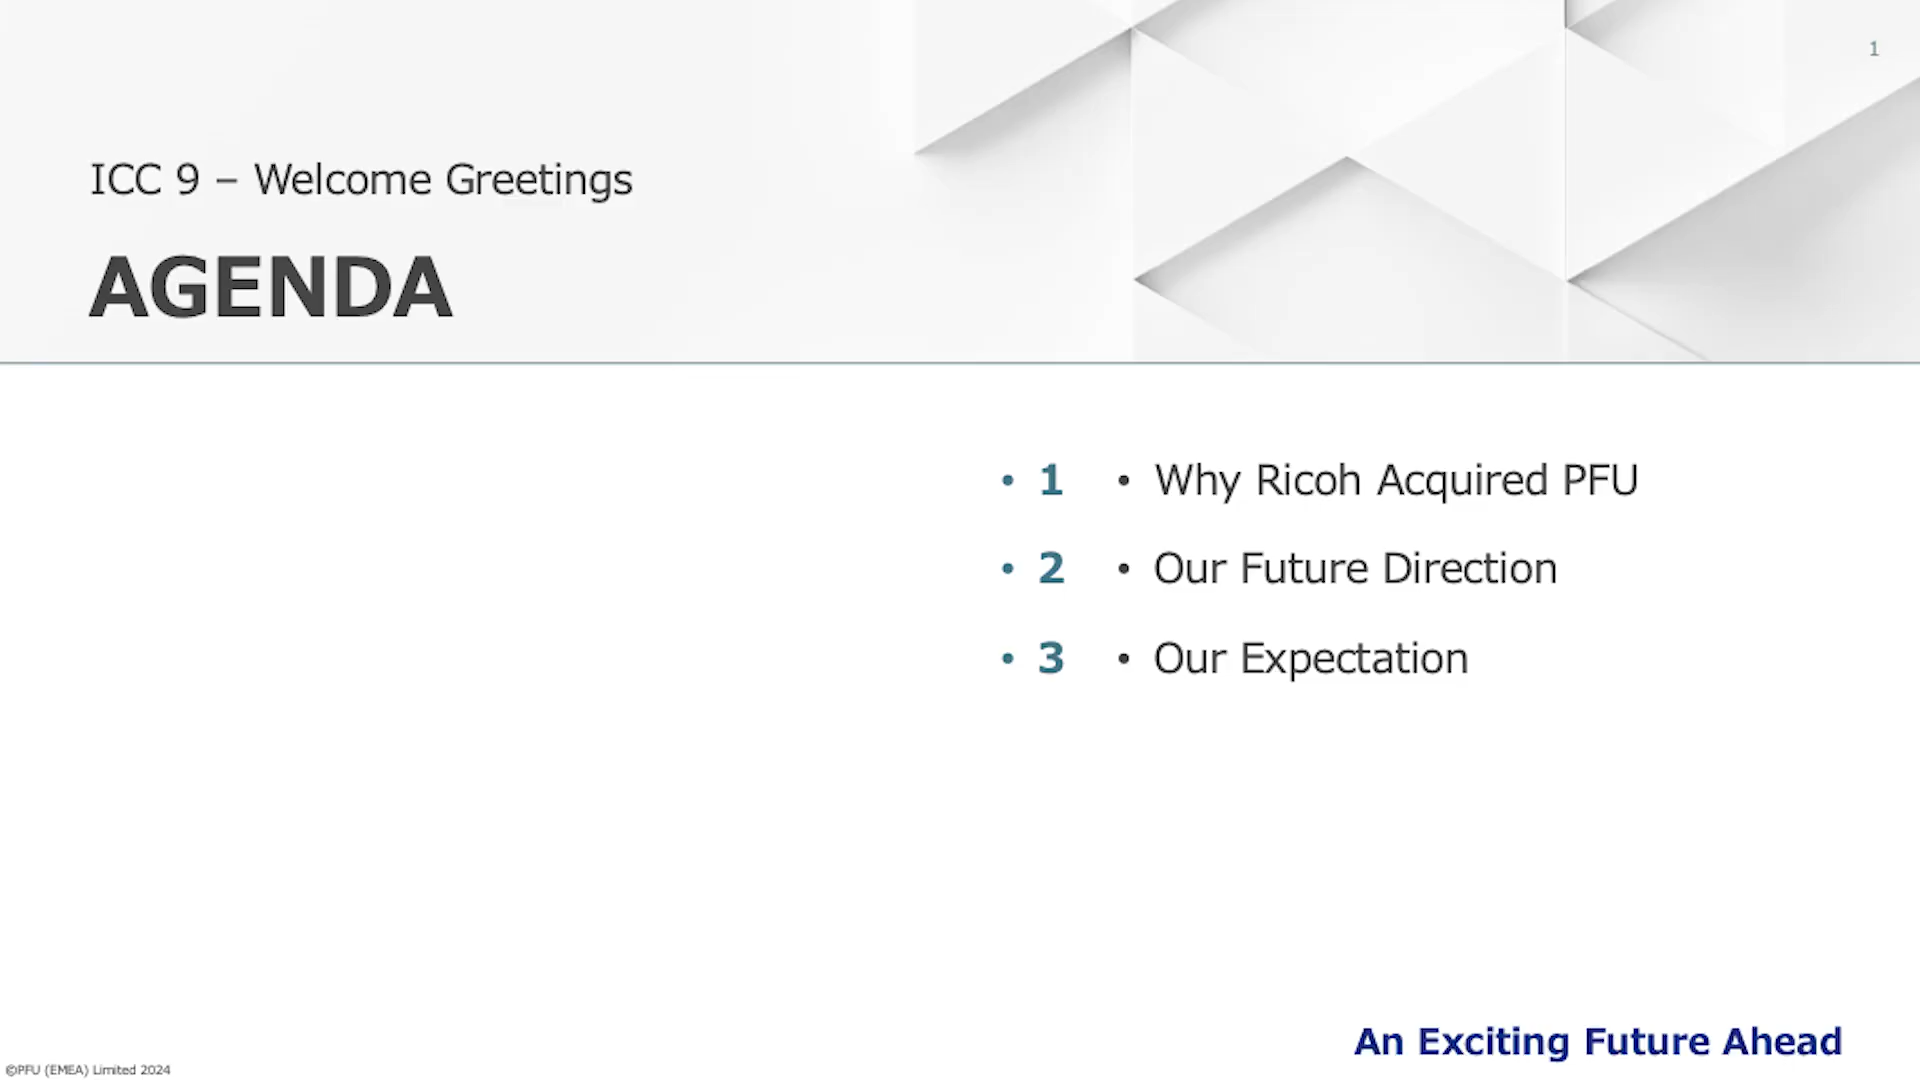 1
ICC 9 – Welcome Greetings
AGENDA
• 1 • Why Ricoh Acquired PFU
• 2 • Our Future Direction
• 3 • Our Expectation
An Exciting Future Ahead
©PFU (EMEA) Limited 2024